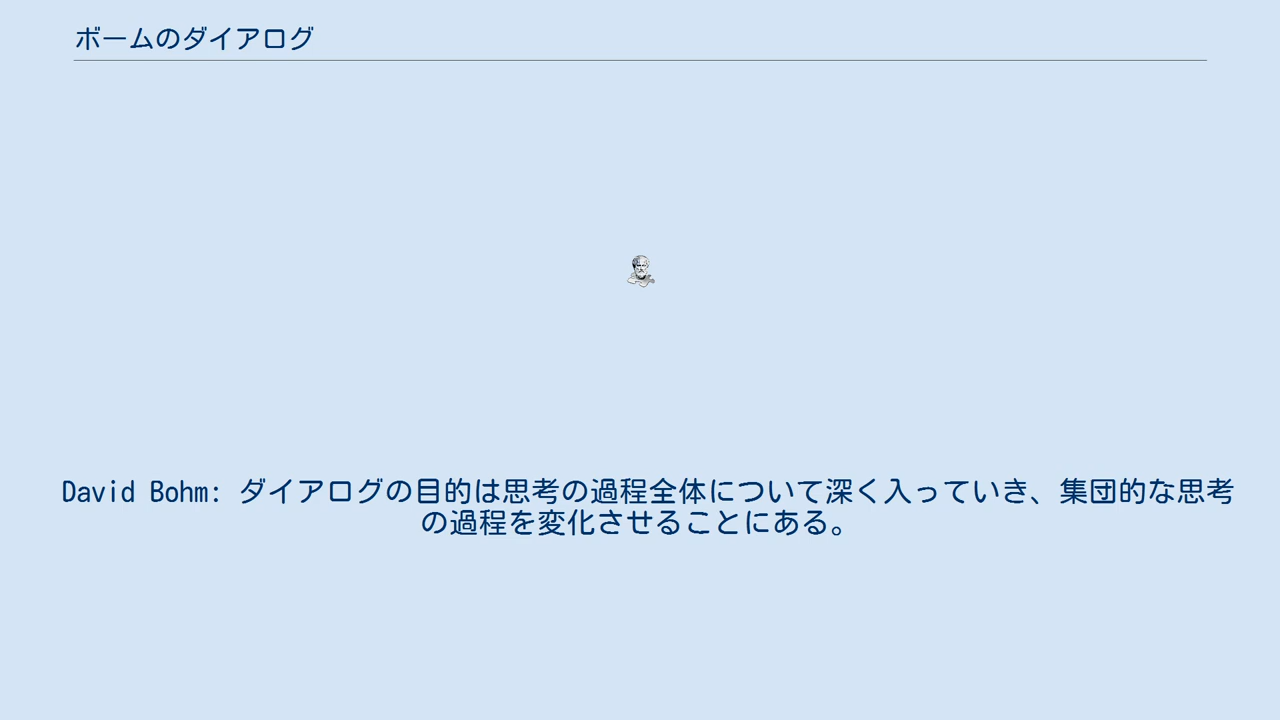 ボームのダイアログ
David Bohm: ダイアログの目的は思考の過程全体について深く入っていき、集団的な思考
の過程を変化させることにある。